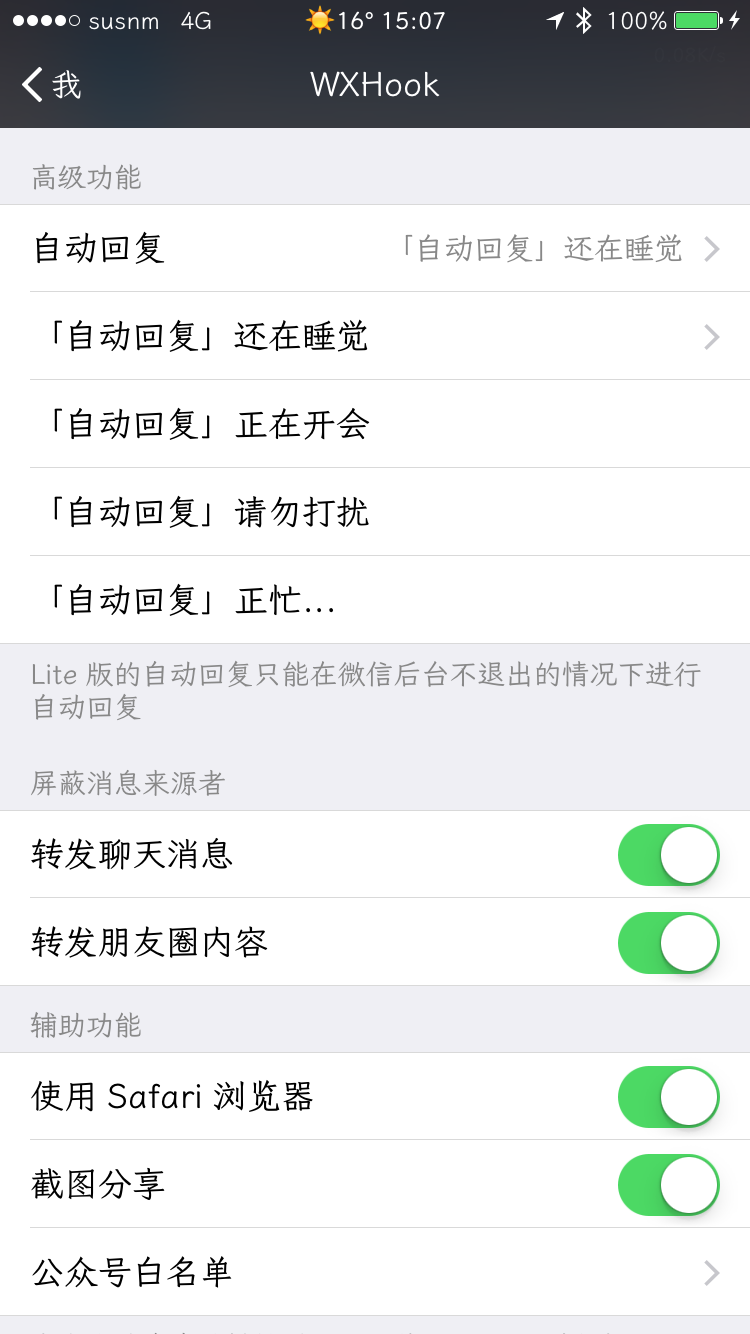 susnm 4G 16° 15:07 100%
我 WXHook
高级功能
自动回复 「自动回复」还在睡觉
「自动回复」还在睡觉
「自动回复」正在开会
「自动回复」请勿打扰
「自动回复」正忙...
Lite 版的自动回复只能在微信后台不退出的情况下进行
自动回复
屏蔽消息来源者
转发聊天消息
转发朋友圈内容
辅助功能
使用 Safari 浏览器
截图分享
公众号白名单